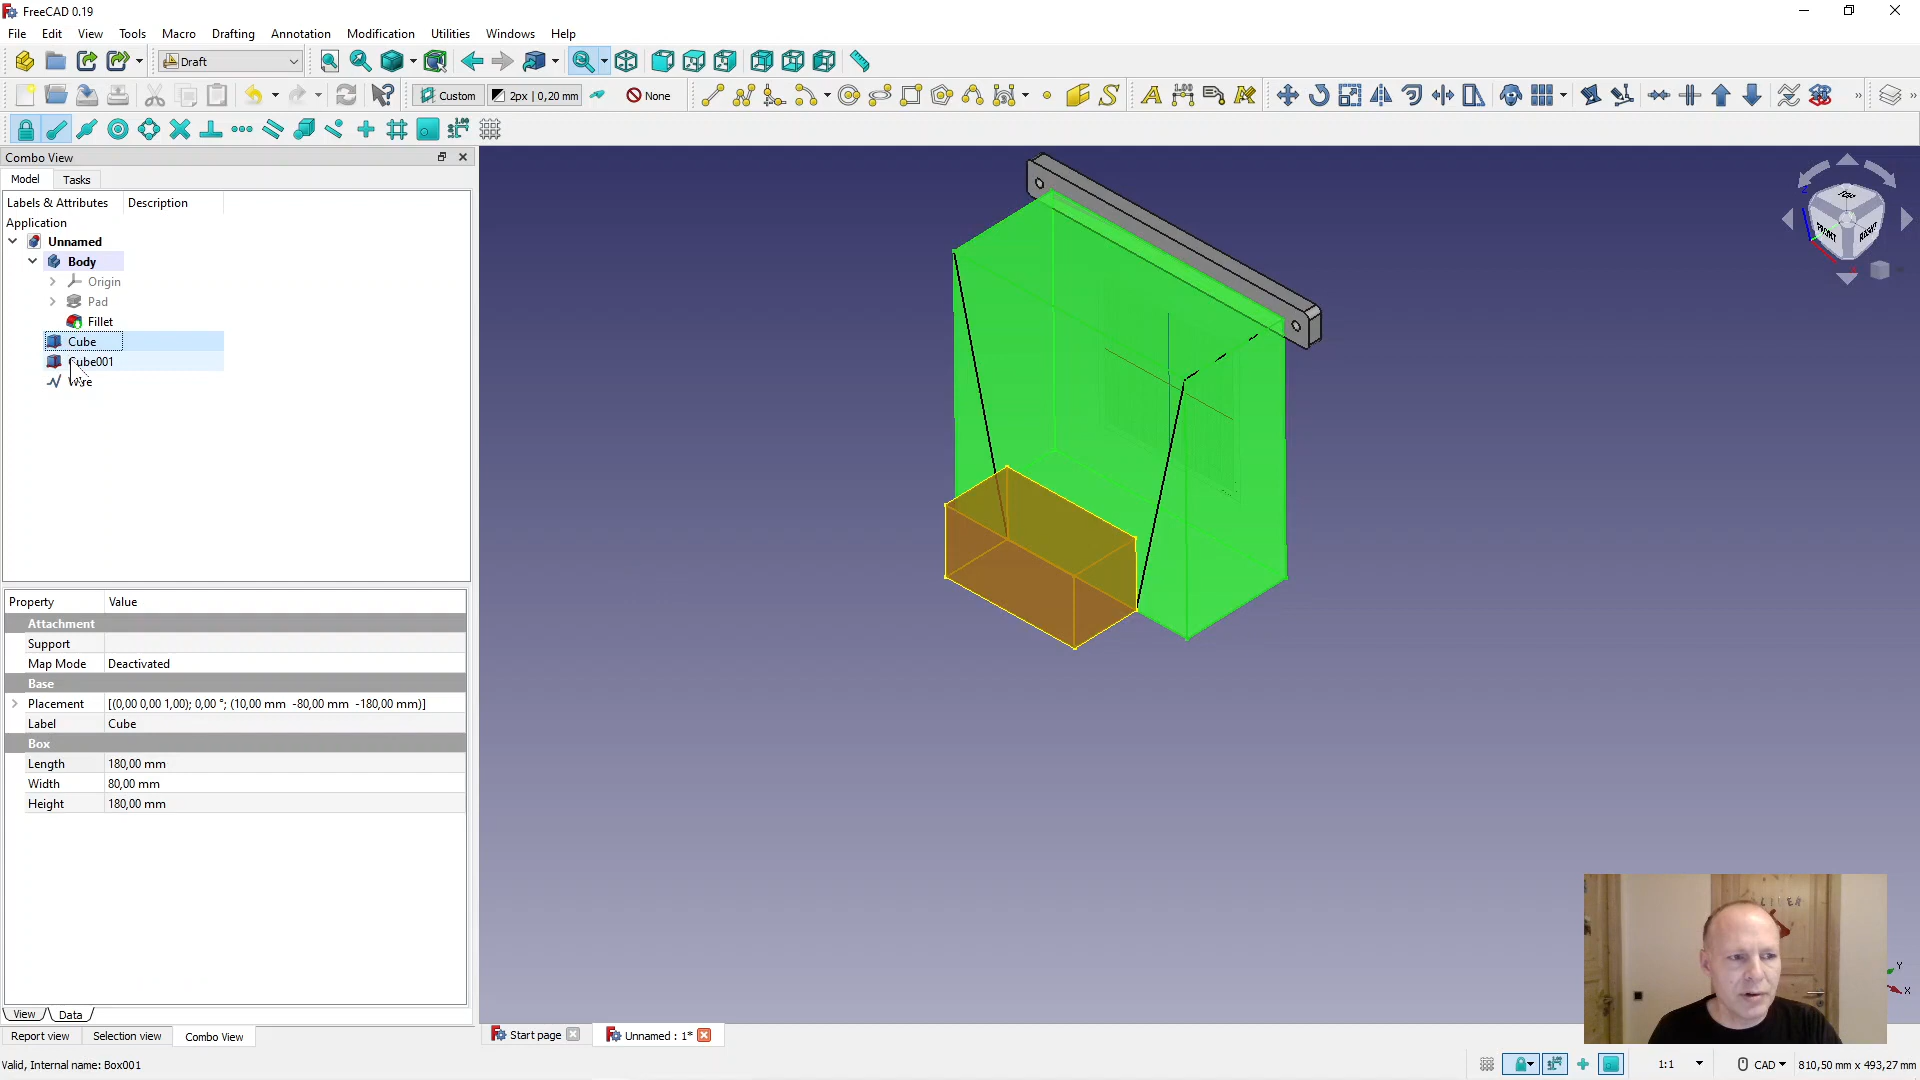 FreeCAD 0.19
File Edit View Tools Macro Drafting Annotation Modification Utilities Windows Help
Draft
Custom 2px | 0,20 mm None
Combo View
Model Tasks
Labels & Attributes Description
Application
Unnamed
Body
Origin
Pad
Fillet
Cube
Cube001
Wire
Property Value
Attachment
Support
Map Mode Deactivated
Base
Placement [(0,00 0,00 1,00); 0,00 °; (10,00 mm -80,00 mm -180,00 mm)]
Label Cube
Box
Length 180,00 mm
Width 80,00 mm
Height 180,00 mm
View Data
Report view Selection view Combo View
Start page Unnamed : 1*
Valid, Internal name: Box001
1:1 CAD 810,50 mm x 493,27 mm
TOP
FRONT
RIGHT
Z
Y
X